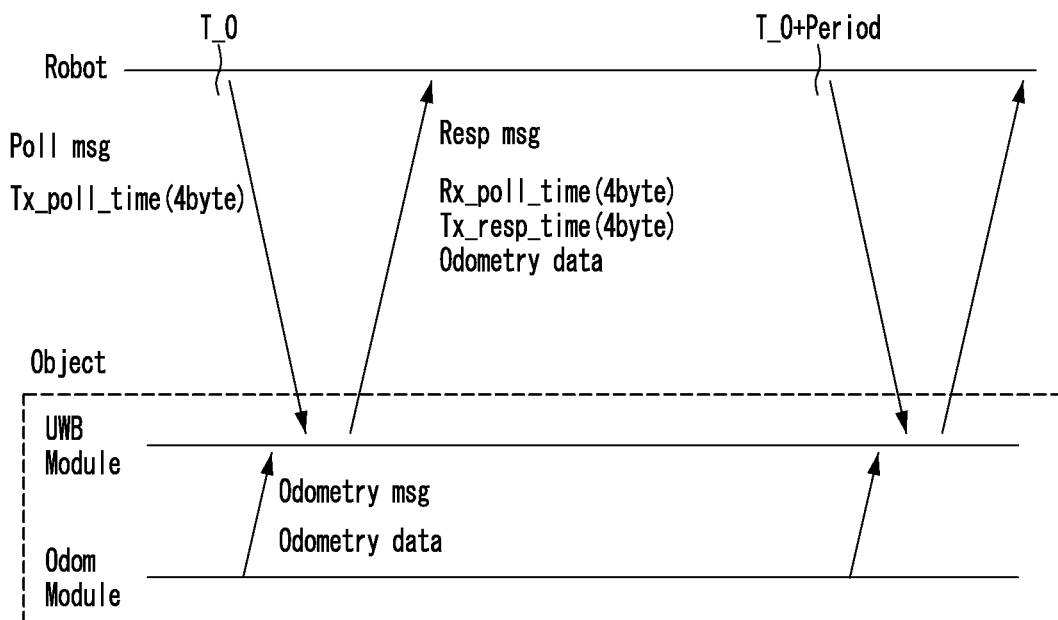 T_0
T_0+Period
Robot
Poll msg
Tx_poll_time(4byte)
Resp msg
Rx_poll_time(4byte)
Tx_resp_time(4byte)
Odometry data
Object
UWB
Module
Odometry msg
Odometry data
Odom
Module